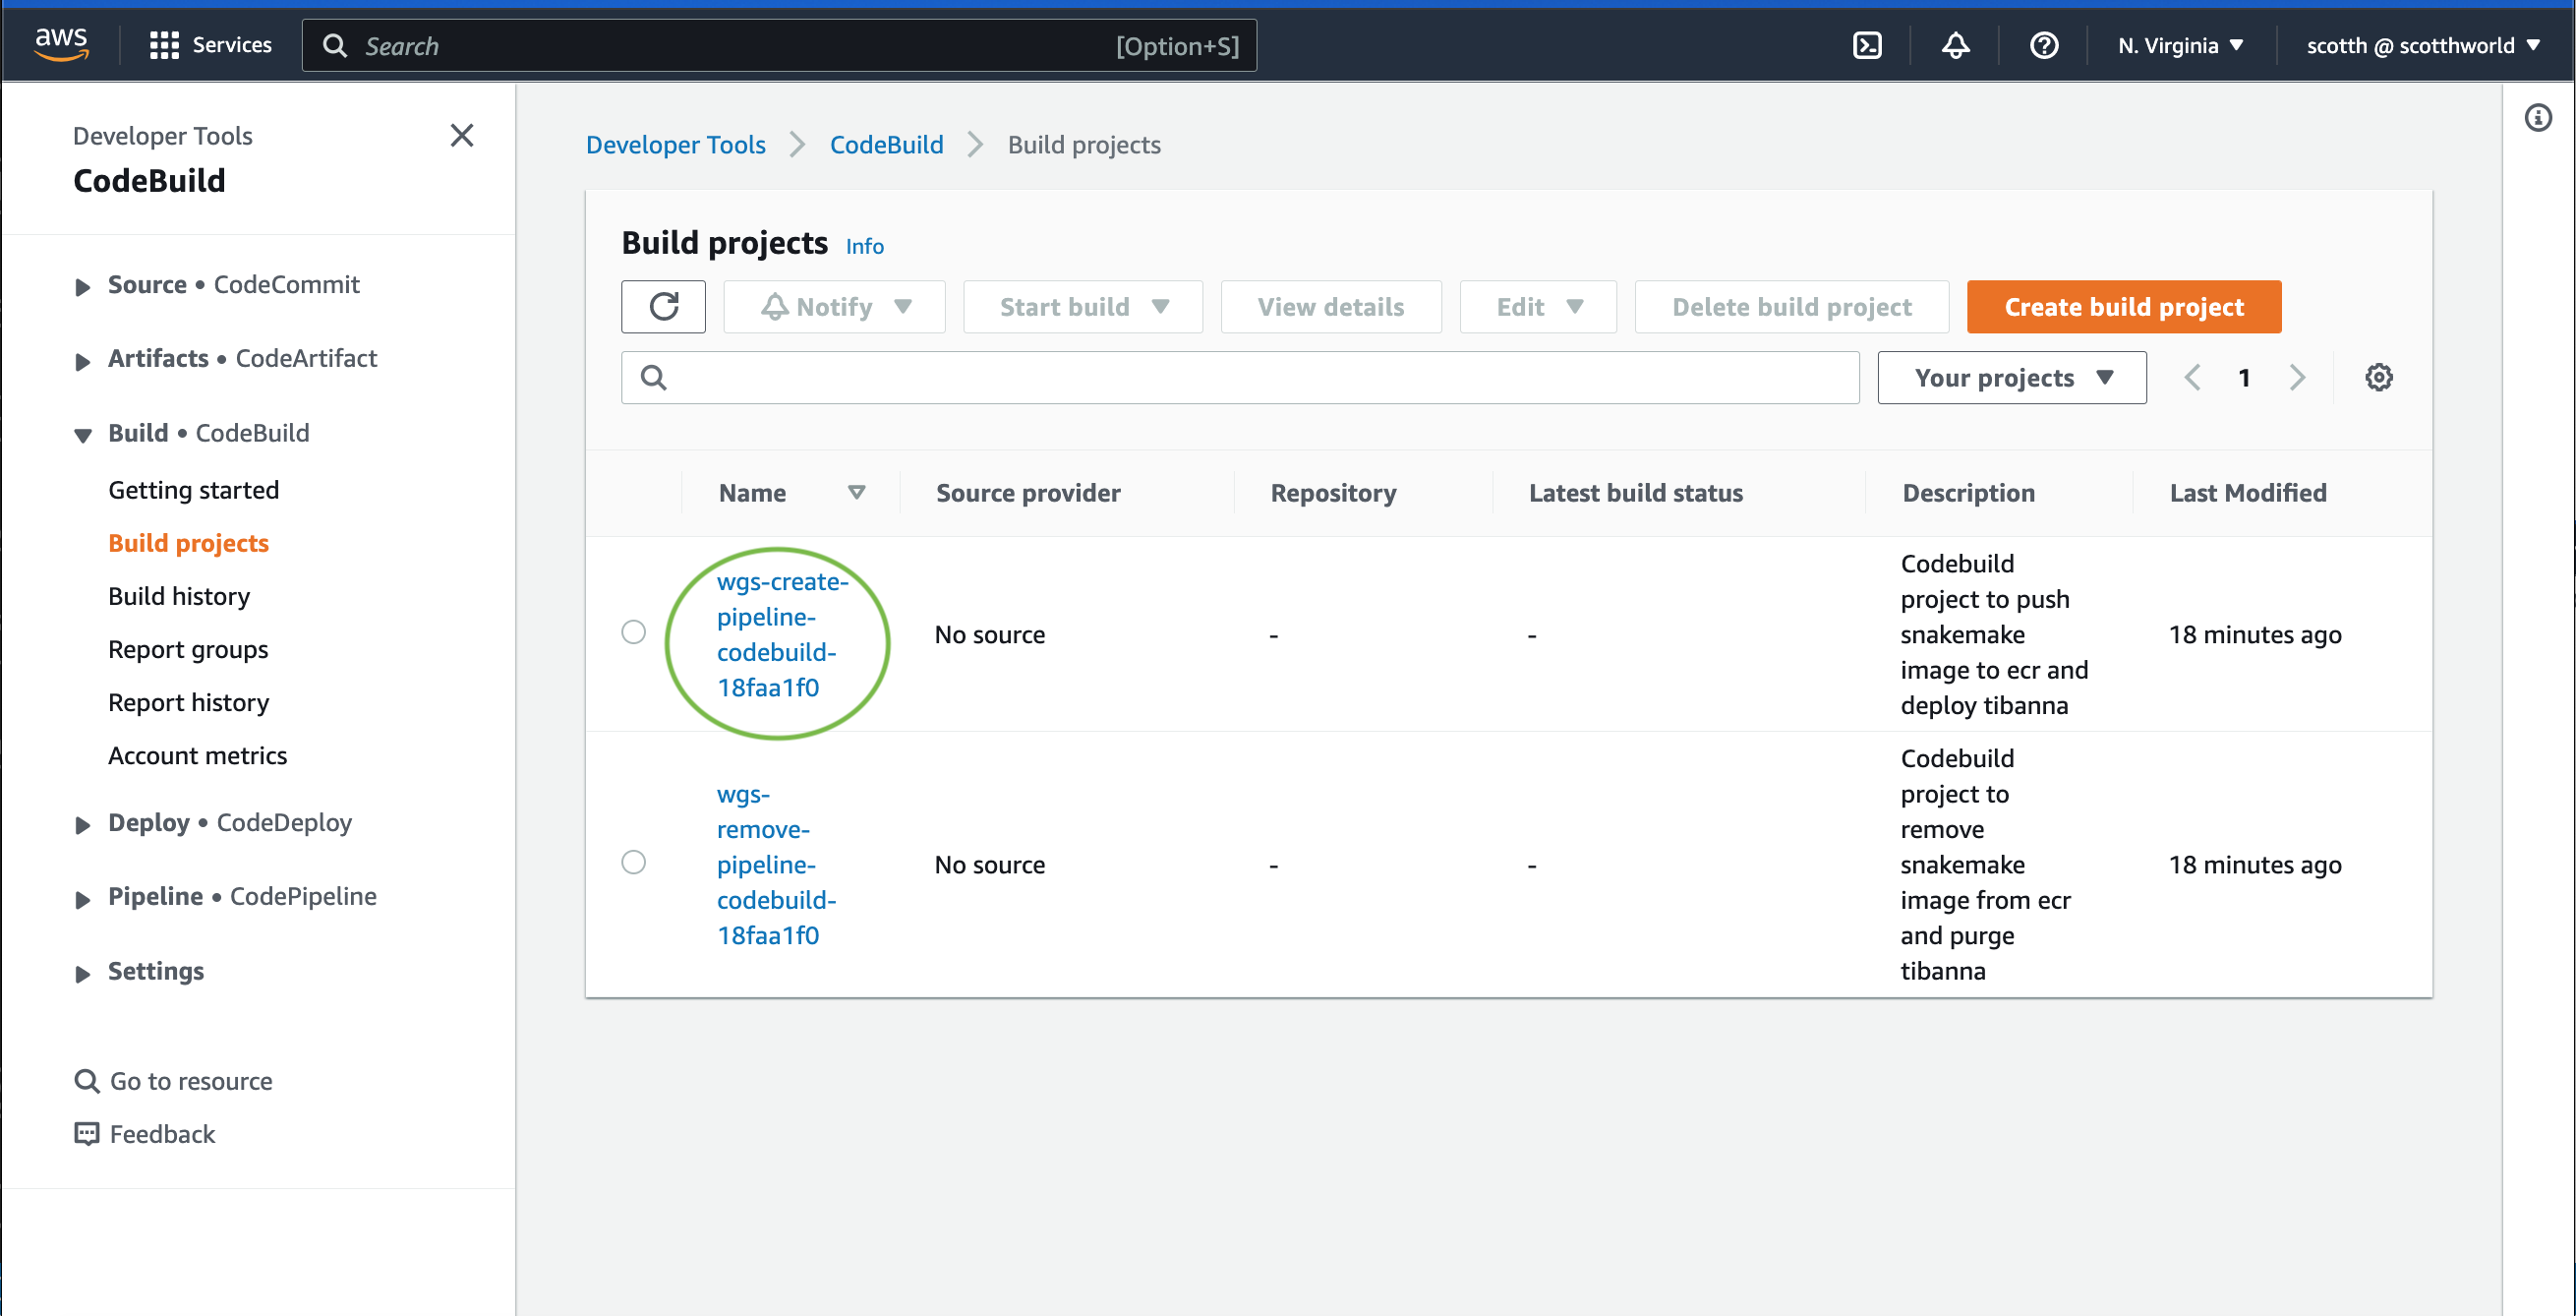 aws
Services
Search
[Option+S]
N. Virginia
scotth @ scotthworld
Developer Tools
CodeBuild
Source • CodeCommit
Artifacts • CodeArtifact
Build • CodeBuild
Getting started
Build projects
Build history
Report groups
Report history
Account metrics
Deploy • CodeDeploy
Pipeline • CodePipeline
Settings
Go to resource
Feedback
Developer Tools
CodeBuild
Build projects
Build projects
Info
Notify
Start build
View details
Edit
Delete build project
Create build project
Your projects
1
Name
Source provider
Repository
Latest build status
Description
Last Modified
wgs-create-
pipeline-
codebuild-
18faa1f0
No source
-
-
Codebuild
project to push
snakemake
image to ecr and
deploy tibanna
18 minutes ago
wgs-
remove-
pipeline-
codebuild-
18faa1f0
No source
-
-
Codebuild
project to
remove
snakemake
image from ecr
and purge
tibanna
18 minutes ago